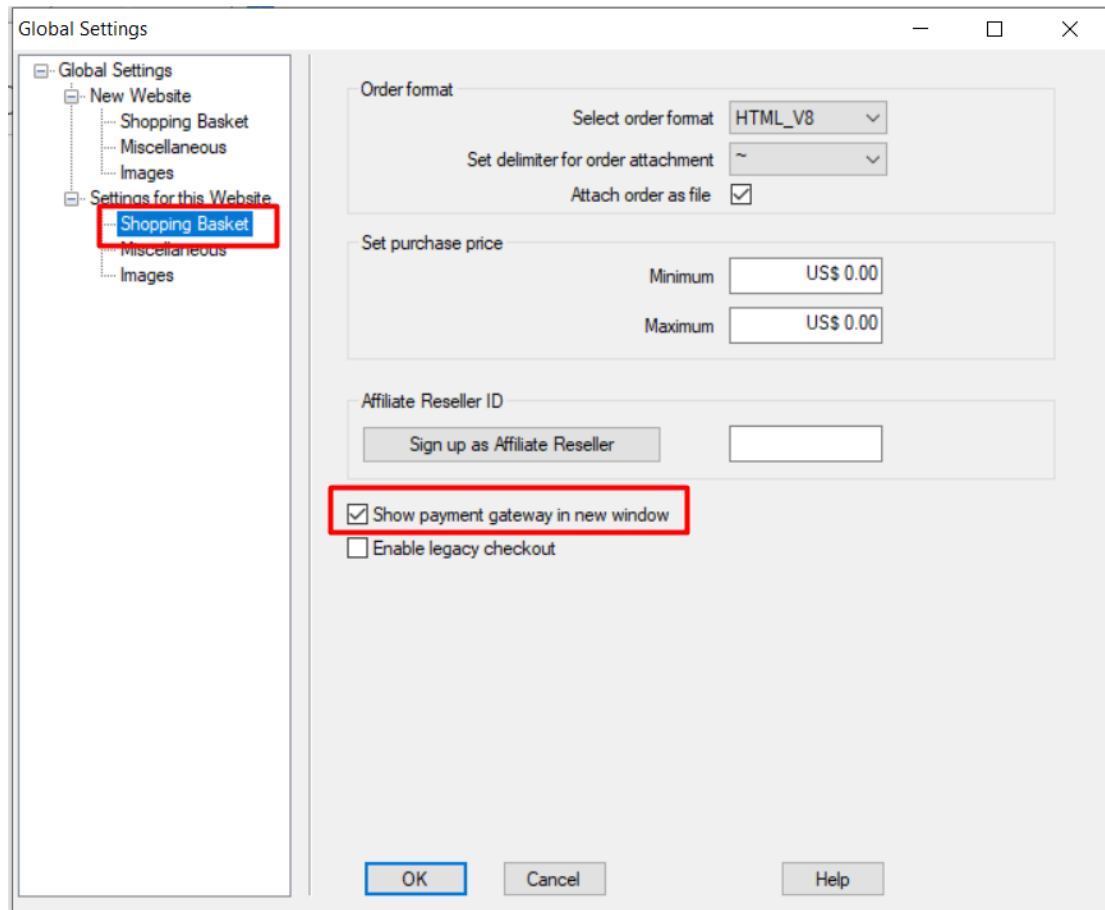 Global Settings
Global Settings
New Website
Shopping Basket
Miscellaneous
Images
Settings for this Website
Shopping Basket
Miscellaneous
Images
Order format
Select order format HTML_V8
Set delimiter for order attachment ~
Attach order as file
Set purchase price
Minimum US$ 0.00
Maximum US$ 0.00
Affiliate Reseller ID
Sign up as Affiliate Reseller
Show payment gateway in new window
Enable legacy checkout
OK Cancel Help